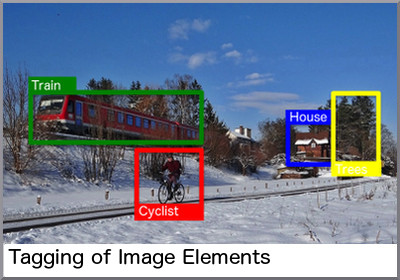 Train
House
Trees
Cyclist
Tagging of Image Elements